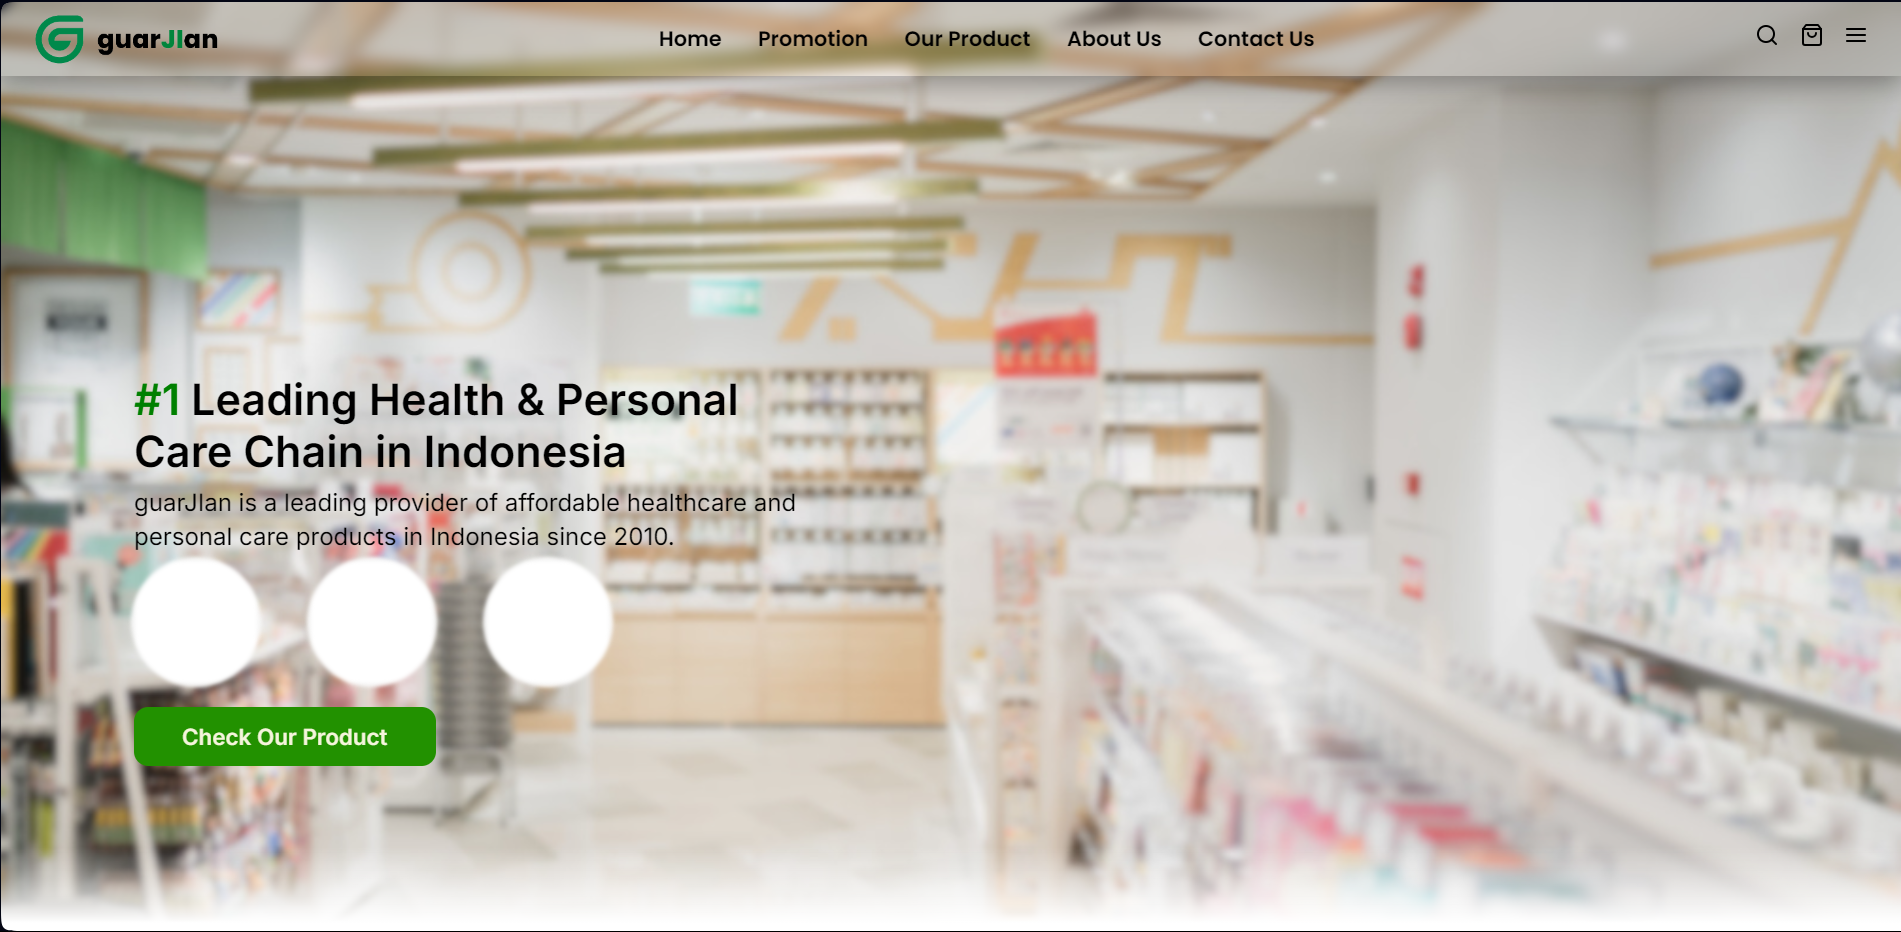 guarJIan
Home
Promotion
Our Product
About Us
Contact Us
#1 Leading Health & Personal
Care Chain in Indonesia
guarJIan is a leading provider of affordable healthcare and
personal care products in Indonesia since 2010.
Check Our Product